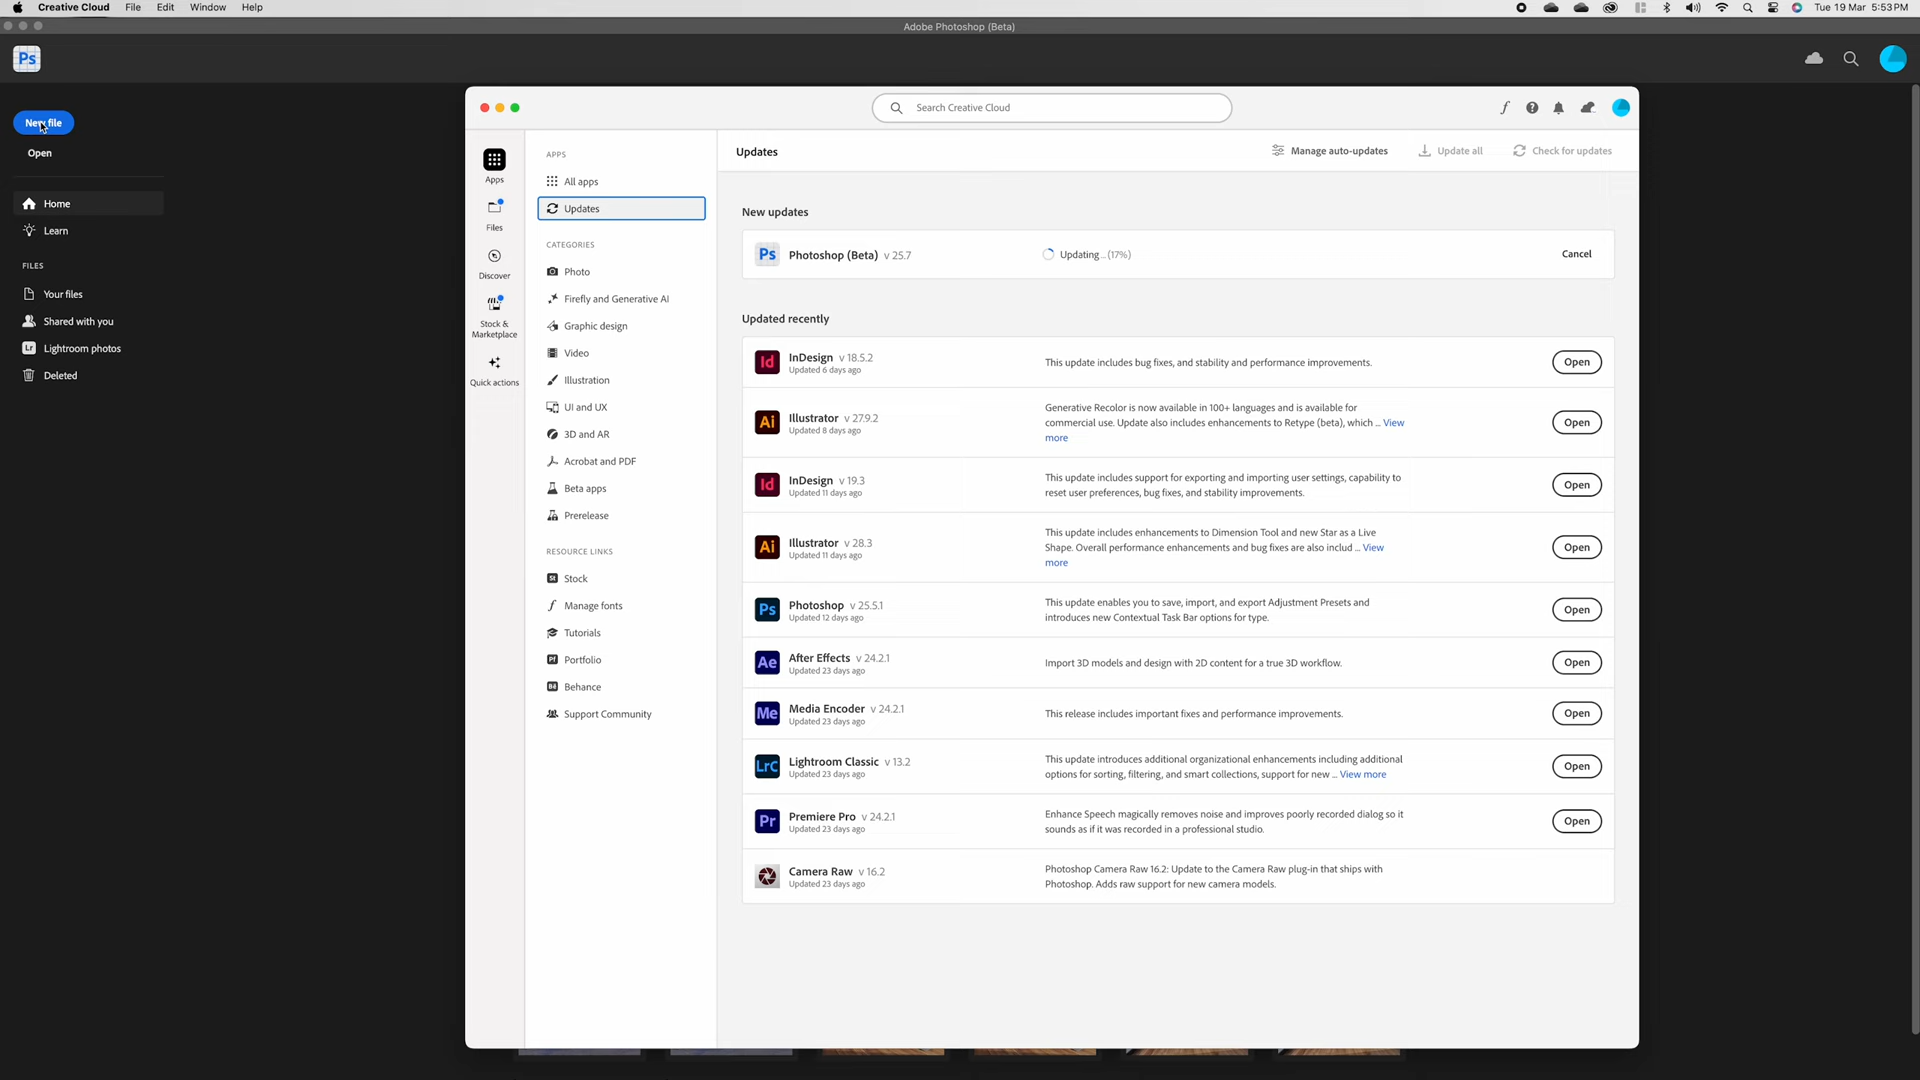 Creative Cloud File Edit Window Help
Tue 19 Mar 5:53PM
Adobe Photoshop (Beta)
Ps
New file
Open
Home
Learn
FILES
Your files
Shared with you
Lr Lightroom photos
Deleted
Search Creative Cloud
Apps
Files
Discover
Stock &
Marketplace
Quick actions
APPS
All apps
Updates
CATEGORIES
Photo
Firefly and Generative AI
Graphic design
Video
Illustration
UI and UX
3D and AR
Acrobat and PDF
Beta apps
Prerelease
RESOURCE LINKS
St Stock
Manage fonts
Tutorials
Pf Portfolio
Bē Behance
Support Community
Updates
Manage auto-updates
Update all
Check for updates
New updates
Ps Photoshop (Beta) v 25.7
Updating... (17%)
Cancel
Updated recently
Id InDesign v 18.5.2
Updated 6 days ago
This update includes bug fixes, and stability and performance improvements.
Open
Ai Illustrator v 27.9.2
Updated 8 days ago
Generative Recolor is now available in 100+ languages and is available for
commercial use. Update also includes enhancements to Retype (beta), which ... View
more
Open
Id InDesign v 19.3
Updated 11 days ago
This update includes support for exporting and importing user settings, capability to
reset user preferences, bug fixes, and stability improvements.
Open
Ai Illustrator v 28.3
Updated 11 days ago
This update includes enhancements to Dimension Tool and new Star as a Live
Shape. Overall performance enhancements and bug fixes are also includ ... View
more
Open
Ps Photoshop v 25.5.1
Updated 12 days ago
This update enables you to save, import, and export Adjustment Presets and
introduces new Contextual Task Bar options for type.
Open
Ae After Effects v 24.2.1
Updated 23 days ago
Import 3D models and design with 2D content for a true 3D workflow.
Open
Me Media Encoder v 24.2.1
Updated 23 days ago
This release includes important fixes and performance improvements.
Open
LrC Lightroom Classic v 13.2
Updated 23 days ago
This update introduces additional organizational enhancements including additional
options for sorting, filtering, and smart collections, support for new ... View more
Open
Pr Premiere Pro v 24.2.1
Updated 23 days ago
Enhance Speech magically removes noise and improves poorly recorded dialog so it
sounds as if it was recorded in a professional studio.
Open
Camera Raw v 16.2
Updated 23 days ago
Photoshop Camera Raw 16.2: Update to the Camera Raw plug-in that ships with
Photoshop. Adds raw support for new camera models.